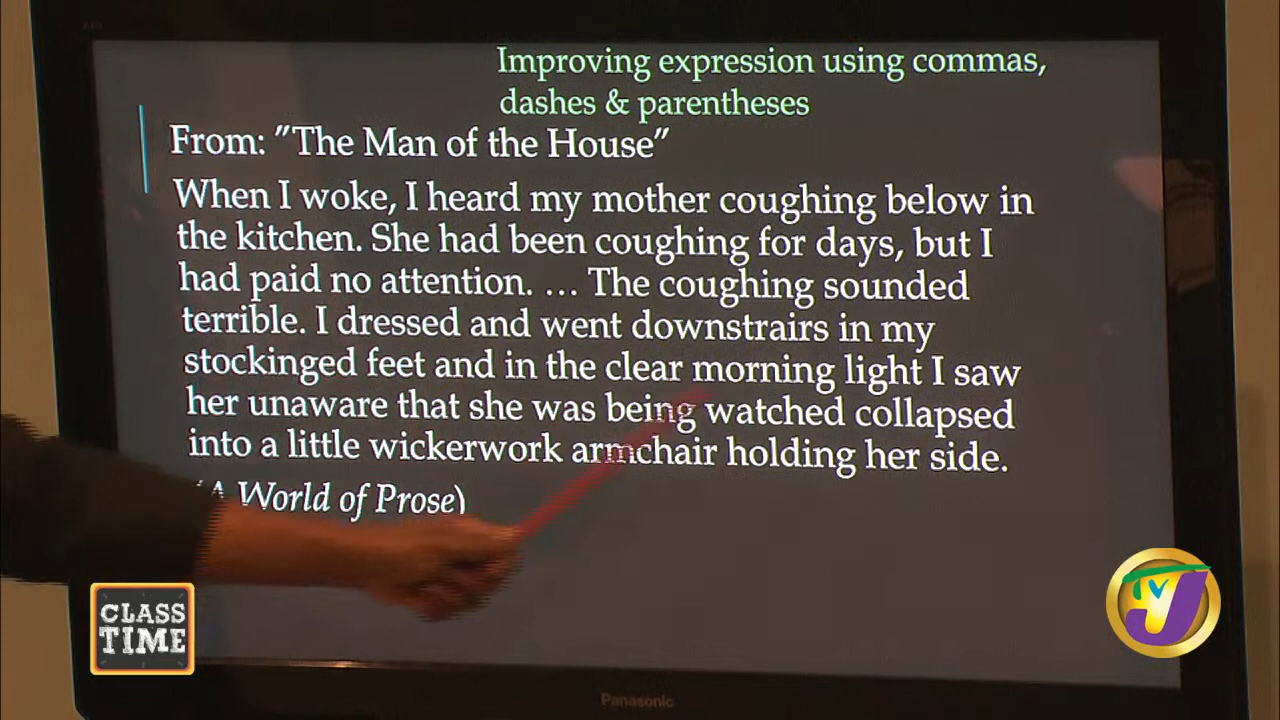 Improving expression using commas,
dashes & parentheses
From: "The Man of the House"
When I woke, I heard my mother coughing below in
the kitchen. She had been coughing for days, but I
had paid no attention. … The coughing sounded
terrible. I dressed and went downstrairs in my
stockinged feet and in the clear morning light I saw
her unaware that she was being watched collapsed
into a little wickerwork armchair holding her side.
(A World of Prose)
CLASS
TIME
TVJ
Panasonic